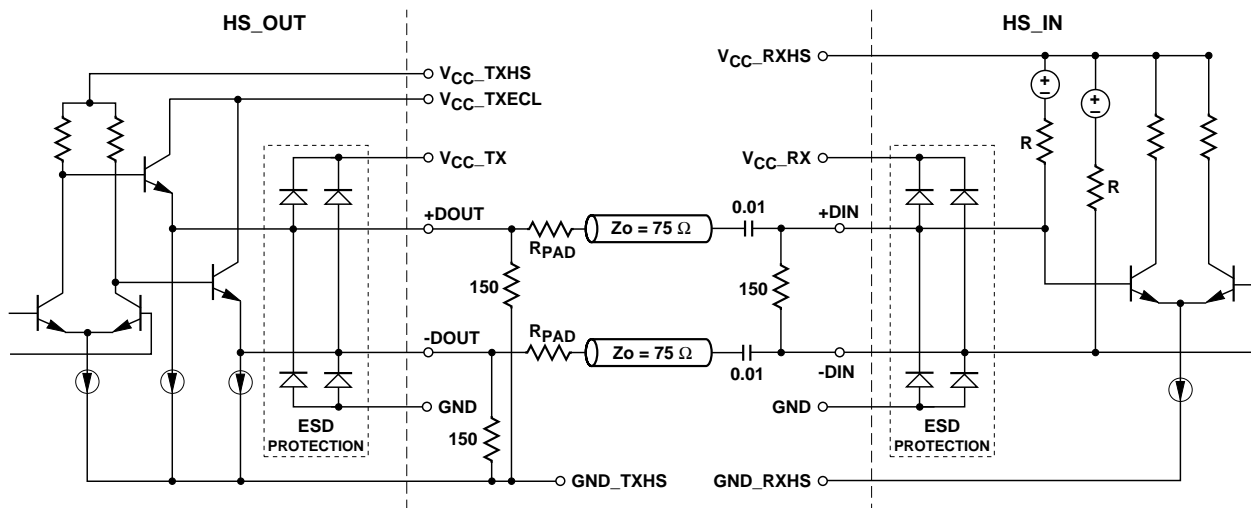 HS_OUT
HS_IN
VCC_TXHS
VCC_TXECL
VCC_TX
+DOUT
RPAD
Zo = 75 Ω
0.01
+DIN
150
150
-DOUT
RPAD
Zo = 75 Ω
0.01
-DIN
GND
150
GND_TXHS
ESD
PROTECTION
VCC_RXHS
+
−
+
−
R
R
VCC_RX
GND
GND_RXHS
ESD
PROTECTION